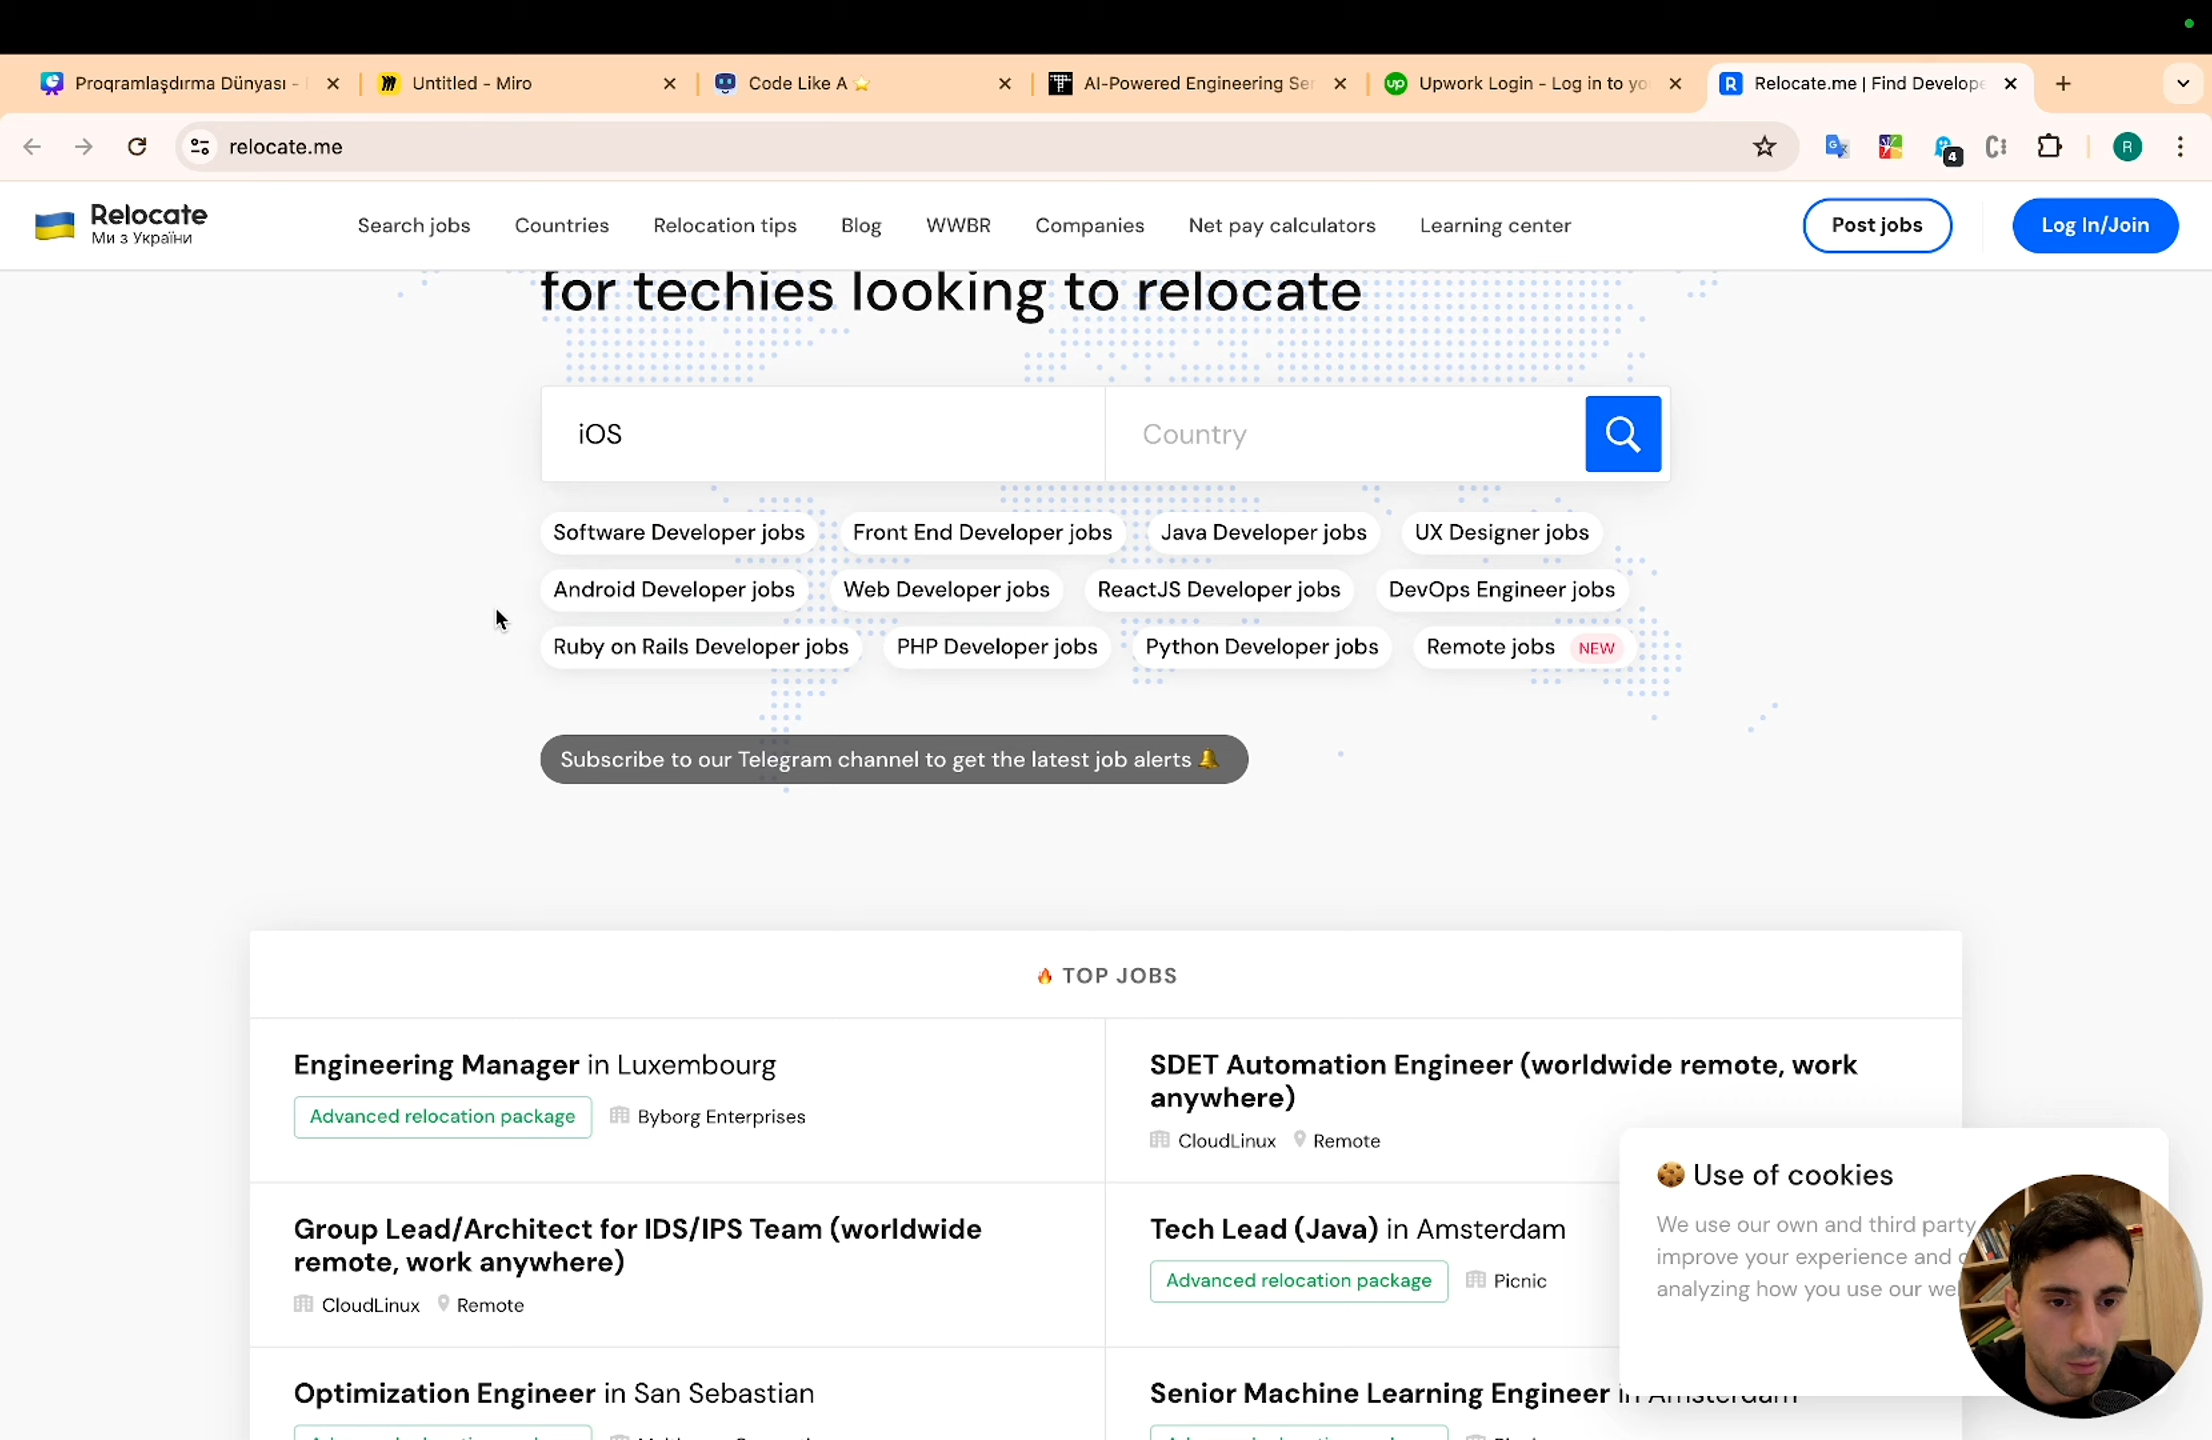 Proqramlaşdırma Dünyası -
Untitled - Miro
Code Like A ⭐
AI-Powered Engineering Ser
Upwork Login - Log in to yo
Relocate.me | Find Develope
relocate.me
4
R
Relocate
Ми з України
Search jobs
Countries
Relocation tips
Blog
WWBR
Companies
Net pay calculators
Learning center
Post jobs
Log In/Join
for techies looking to relocate
iOS
Country
Software Developer jobs
Front End Developer jobs
Java Developer jobs
UX Designer jobs
Android Developer jobs
Web Developer jobs
ReactJS Developer jobs
DevOps Engineer jobs
Ruby on Rails Developer jobs
PHP Developer jobs
Python Developer jobs
Remote jobs NEW
Subscribe to our Telegram channel to get the latest job alerts 🔔
🔥 TOP JOBS
Engineering Manager in Luxembourg
Advanced relocation package
Byborg Enterprises
SDET Automation Engineer (worldwide remote, work
anywhere)
CloudLinux
Remote
Group Lead/Architect for IDS/IPS Team (worldwide
remote, work anywhere)
CloudLinux
Remote
Tech Lead (Java) in Amsterdam
Advanced relocation package
Picnic
Optimization Engineer in San Sebastian
Senior Machine Learning Engineer in Amsterdam
🍪 Use of cookies
We use our own and third party
improve your experience and
analyzing how you use our we